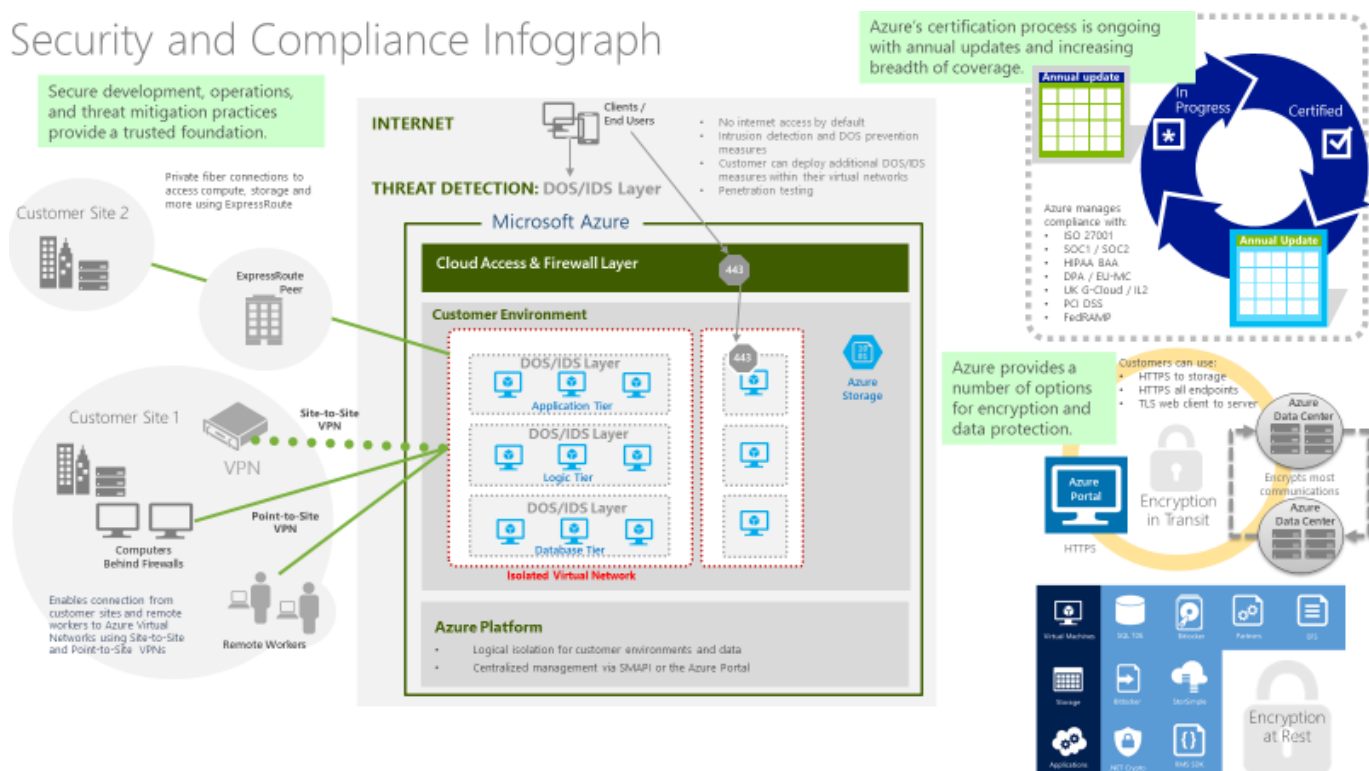 Security and Compliance Infograph
Secure development, operations,
and threat mitigation practices
provide a trusted foundation.
Private fiber connections to
access compute, storage and
more using ExpressRoute
Customer Site 2
ExpressRoute
Peer
Customer Site 1
VPN
Site-to-Site
VPN
Point-to-Site
VPN
Computers
Behind Firewalls
Enables connection from
customer sites and remote
workers to Azure Virtual
Networks using Site-to-Site
and Point-to-Site VPNs
Remote Workers
INTERNET
Clients /
End Users
• No internet access by default
• Intrusion detection and DOS prevention
measures
• Customer can deploy additional DOS/IDS
measures within their virtual networks
• Penetration testing
THREAT DETECTION: DOS/IDS Layer
Microsoft Azure
Cloud Access & Firewall Layer
443
Customer Environment
DOS/IDS Layer
Application Tier
DOS/IDS Layer
Logic Tier
DOS/IDS Layer
Database Tier
Isolated Virtual Network
443
Azure
Storage
Azure Platform
• Logical isolation for customer environments and data
• Centralized management via SMAPI or the Azure Portal
Azure's certification process is ongoing
with annual updates and increasing
breadth of coverage.
Annual update
In
Progress
Certified
Azure manages
compliance with:
• ISO 27001
• SOC1 / SOC2
• HIPAA BAA
• DPA / EU-MC
• UK G-Cloud / IL2
• PCI DSS
• FedRAMP
Annual Update
Azure provides a
number of options
for encryption and
data protection.
Customers can use:
• HTTPS to storage
• HTTPS all endpoints
• TLS web client to server
Azure
Portal
HTTPS
Encryption
in Transit
Azure
Data Center
Encrypts most
communications
Azure
Data Center
Virtual Machines
SQL TDE
Bitlocker
Partners
Storage
Bitlocker
StorSimple
Applications
.NET Crypto
RMS SDK
Encryption
at Rest